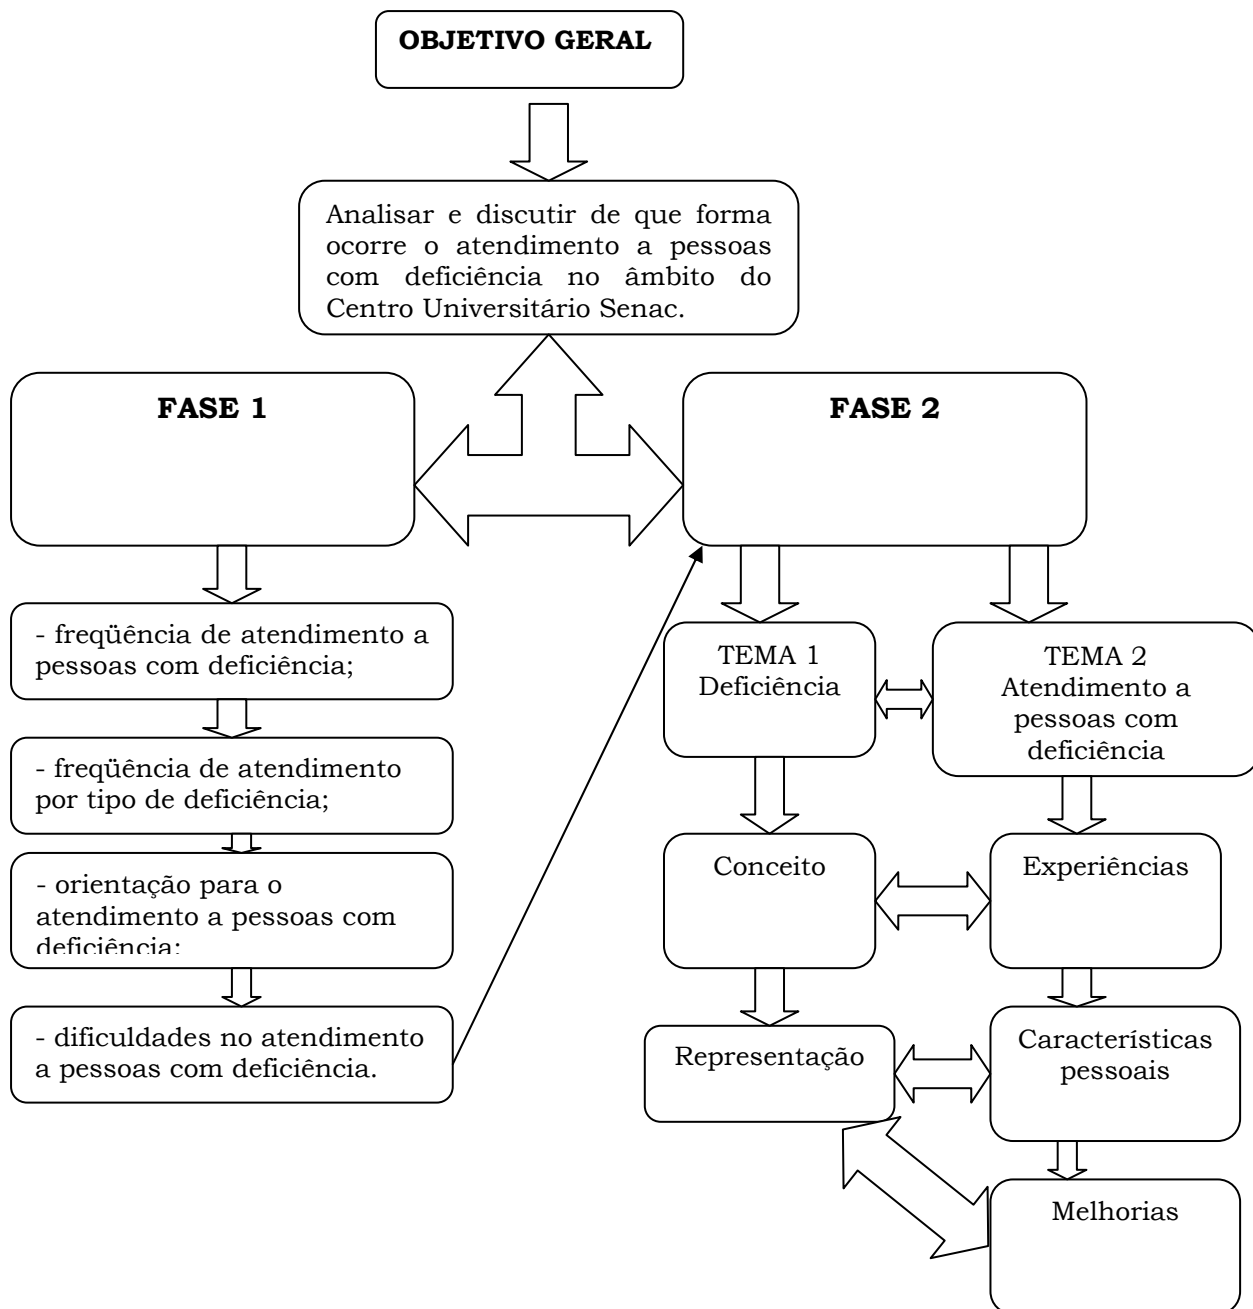 OBJETIVO GERAL
Analisar e discutir de que forma
ocorre o atendimento a pessoas
com deficiência no âmbito do
Centro Universitário Senac.
FASE 1
- freqüência de atendimento a
pessoas com deficiência;
- freqüência de atendimento
por tipo de deficiência;
- orientação para o
atendimento a pessoas com
deficiência;
- dificuldades no atendimento
a pessoas com deficiência.
FASE 2
TEMA 1
Deficiência
TEMA 2
Atendimento a
pessoas com
deficiência
Conceito
Experiências
Representação
Características
pessoais
Melhorias